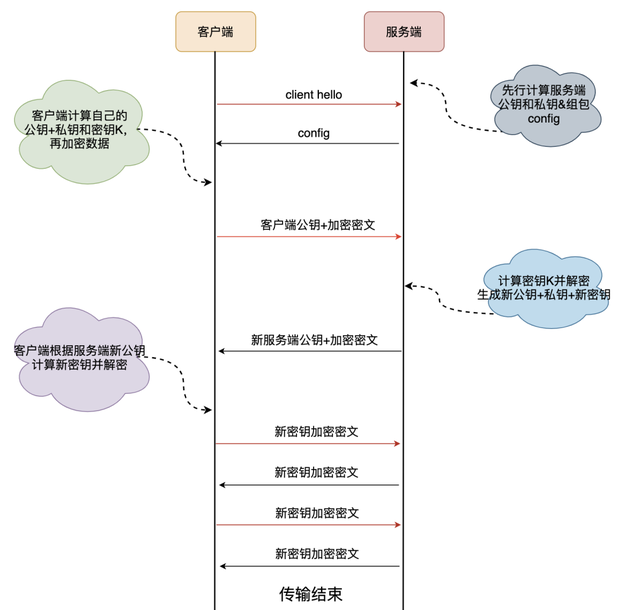 客户端
服务端
client hello
先行计算服务端
公钥和私钥&组包
config
客户端计算自己的
公钥+私钥和密钥K,
再加密数据
config
客户端公钥+加密密文
计算密钥K并解密
生成新公钥+私钥+新密钥
新服务端公钥+加密密文
客户端根据服务端新公钥
计算新密钥并解密
新密钥加密密文
新密钥加密密文
新密钥加密密文
新密钥加密密文
传输结束